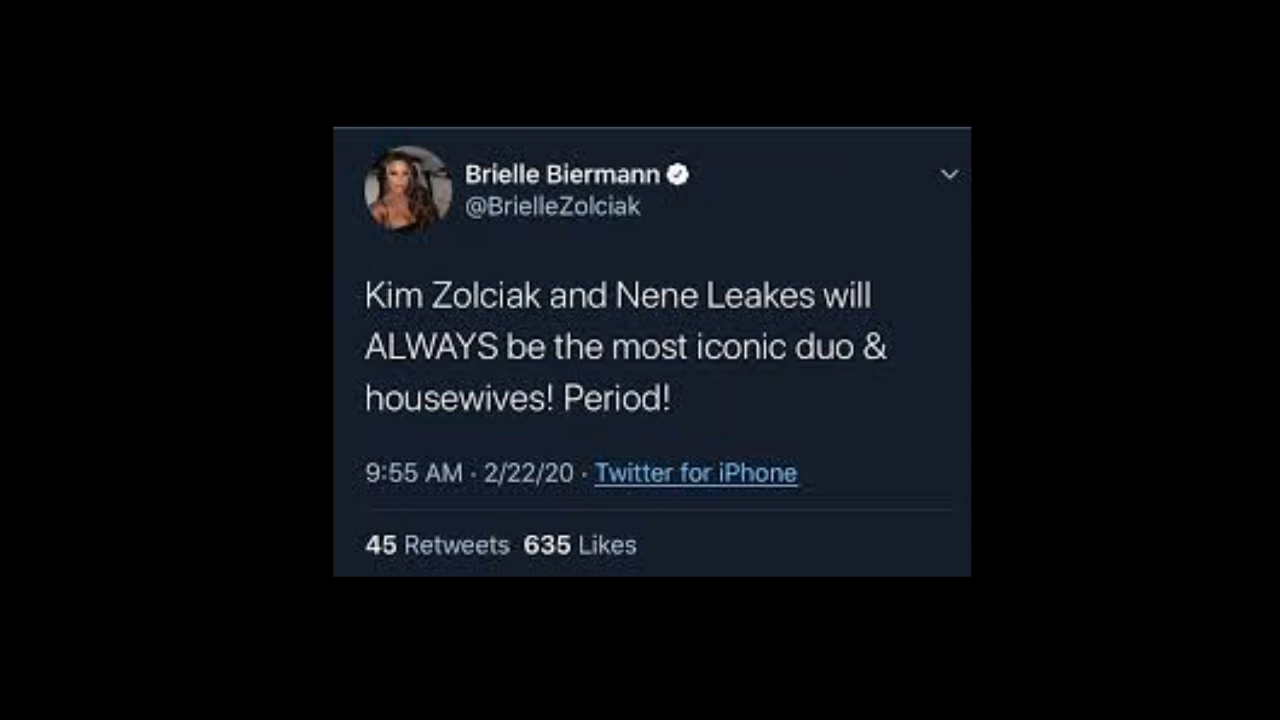 Brielle Biermann
@BrielleZolciak
Kim Zolciak and Nene Leakes will
ALWAYS be the most iconic duo &
housewives! Period!
9:55 AM · 2/22/20 · Twitter for iPhone
45 Retweets 635 Likes